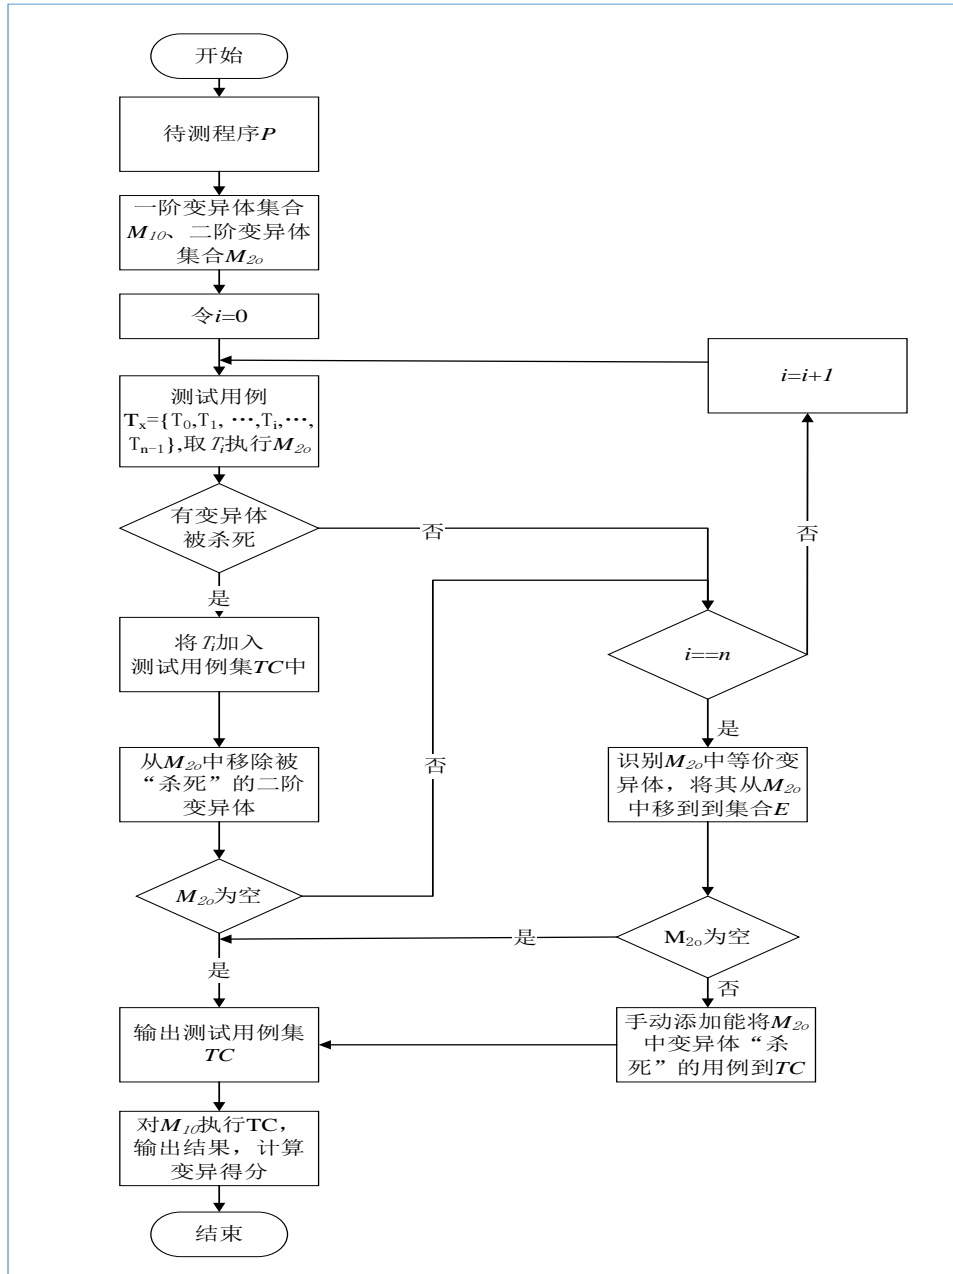 开始
待测程序P
一阶变异体集合
M10、二阶变异体
集合M2o
令i=0
i=i+1
测试用例
Tx={T0,T1, …,Ti,…,
Tn-1},取Ti执行M2o
有变异体
被杀死
否
否
是
将Ti加入
测试用例集TC中
i==n
是
从M2o中移除被
“杀死”的二阶
变异体
否
识别M2o中等价变
异体，将其从M2o
中移到到集合E
M2o为空
是
M2o为空
是
否
输出测试用例集
TC
手动添加能将M2o
中变异体“杀
死”的用例到TC
对M10执行TC，
输出结果，计算
变异得分
结束